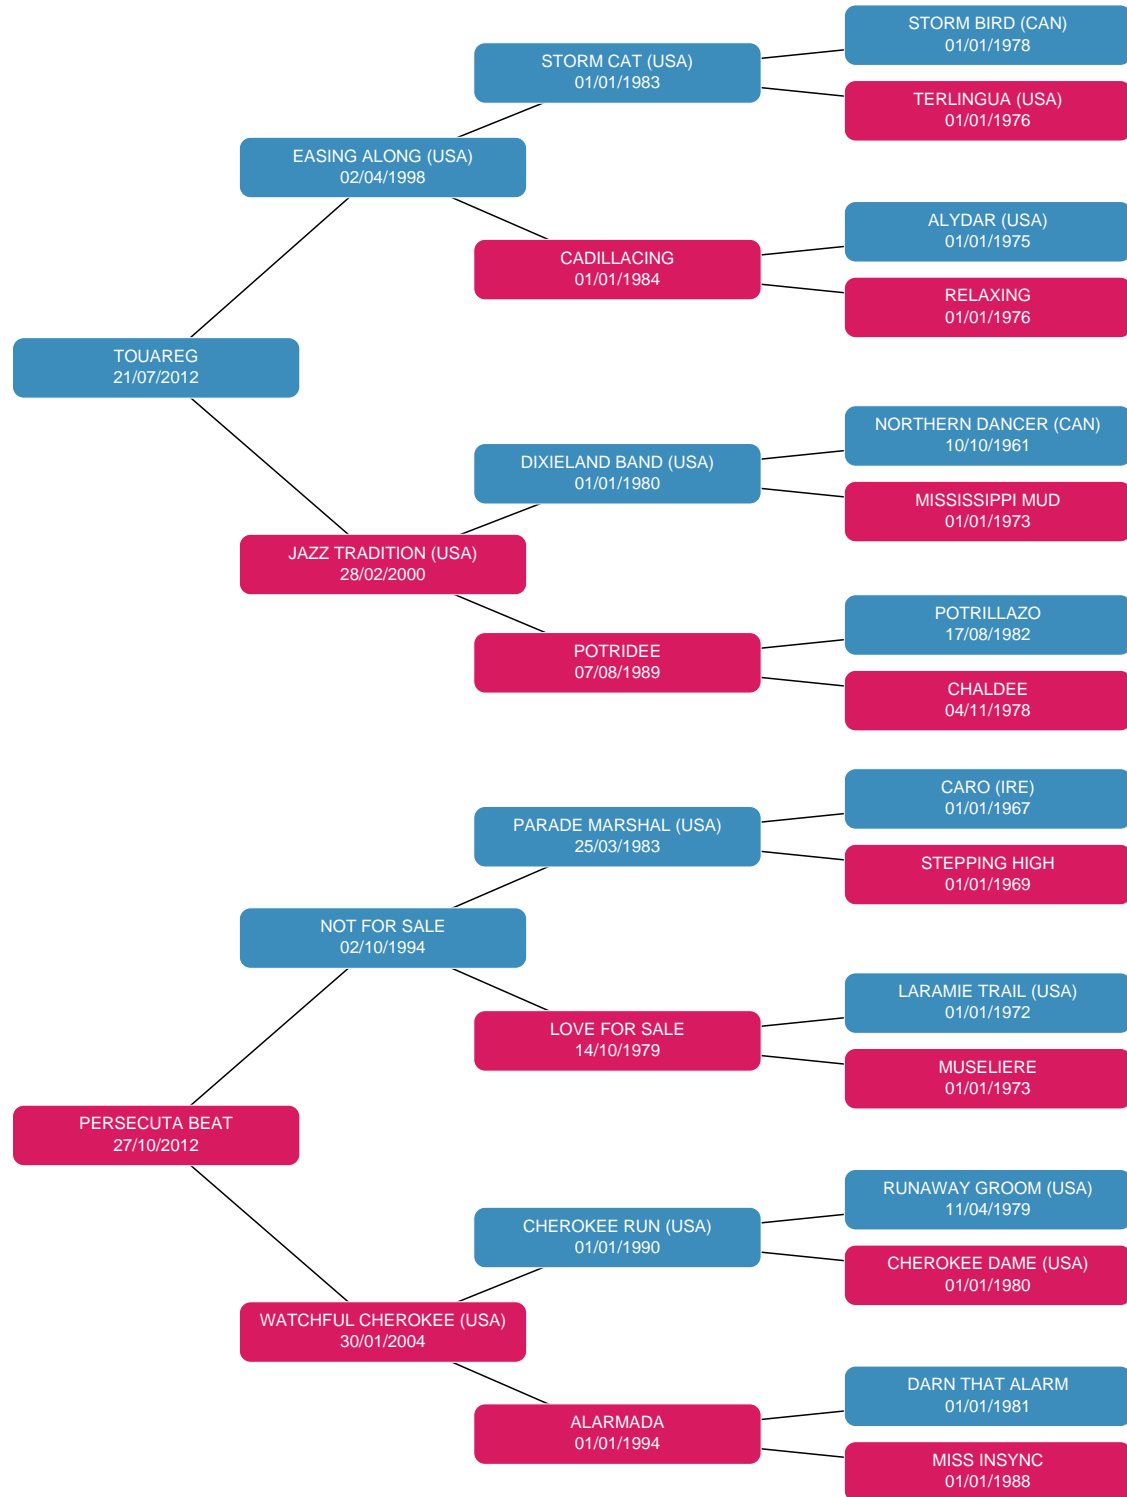 STORM BIRD (CAN)
01/01/1978
STORM CAT (USA)
01/01/1983
TERLINGUA (USA)
01/01/1976
EASING ALONG (USA)
02/04/1998
ALYDAR (USA)
01/01/1975
CADILLACING
01/01/1984
RELAXING
01/01/1976
TOUAREG
21/07/2012
NORTHERN DANCER (CAN)
10/10/1961
DIXIELAND BAND (USA)
01/01/1980
MISSISSIPPI MUD
01/01/1973
JAZZ TRADITION (USA)
28/02/2000
POTRILLAZO
17/08/1982
POTRIDEE
07/08/1989
CHALDEE
04/11/1978
CARO (IRE)
01/01/1967
PARADE MARSHAL (USA)
25/03/1983
STEPPING HIGH
01/01/1969
NOT FOR SALE
02/10/1994
LARAMIE TRAIL (USA)
01/01/1972
LOVE FOR SALE
14/10/1979
MUSELIERE
01/01/1973
PERSECUTA BEAT
27/10/2012
RUNAWAY GROOM (USA)
11/04/1979
CHEROKEE RUN (USA)
01/01/1990
CHEROKEE DAME (USA)
01/01/1980
WATCHFUL CHEROKEE (USA)
30/01/2004
DARN THAT ALARM
01/01/1981
ALARMADA
01/01/1994
MISS INSYNC
01/01/1988